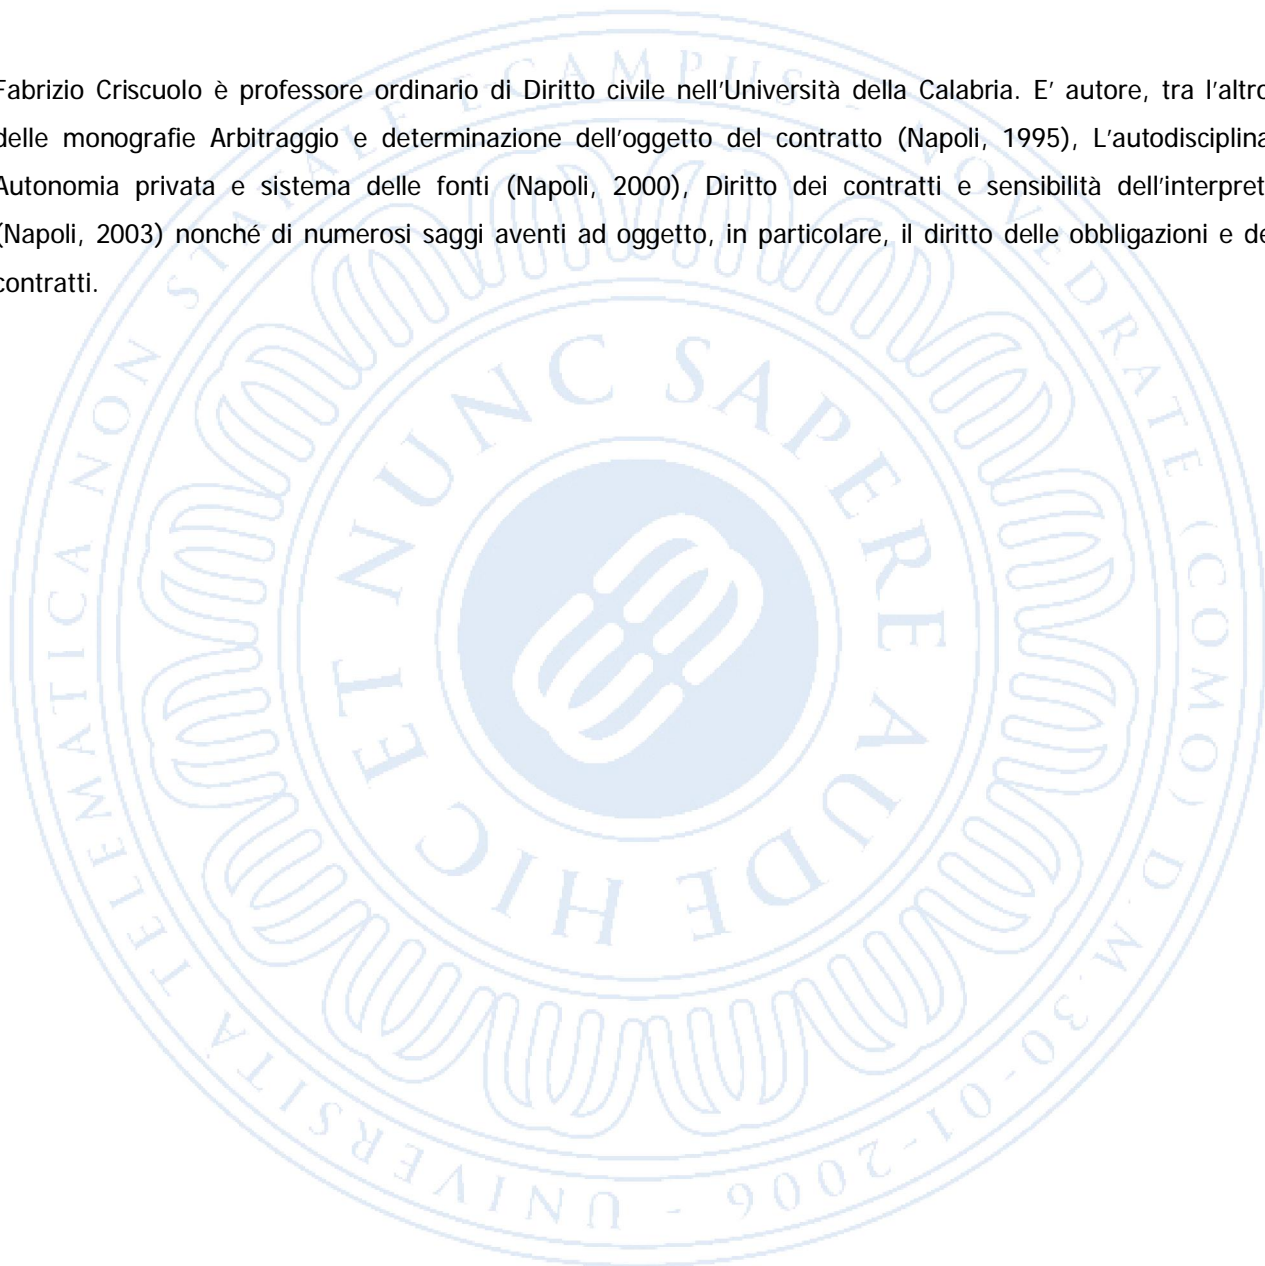 Fabrizio Criscuolo è professore ordinario di Diritto civile nell'Università della Calabria. E' autore, tra l'altro
delle monografie Arbitraggio e determinazione dell'oggetto del contratto (Napoli, 1995), L'autodisciplina
Autonomia privata e sistema delle fonti (Napoli, 2000), Diritto dei contratti e sensibilità dell'interpret
(Napoli, 2003) nonché di numerosi saggi aventi ad oggetto, in particolare, il diritto delle obbligazioni e de
contratti.
UNIVERSITÀ TELEMATICA NON STATALE ECAMPUS - NOVEDRATE (COMO) D.M. 30-01-2006 -
HIC ET NUNC SAPERE AUDE